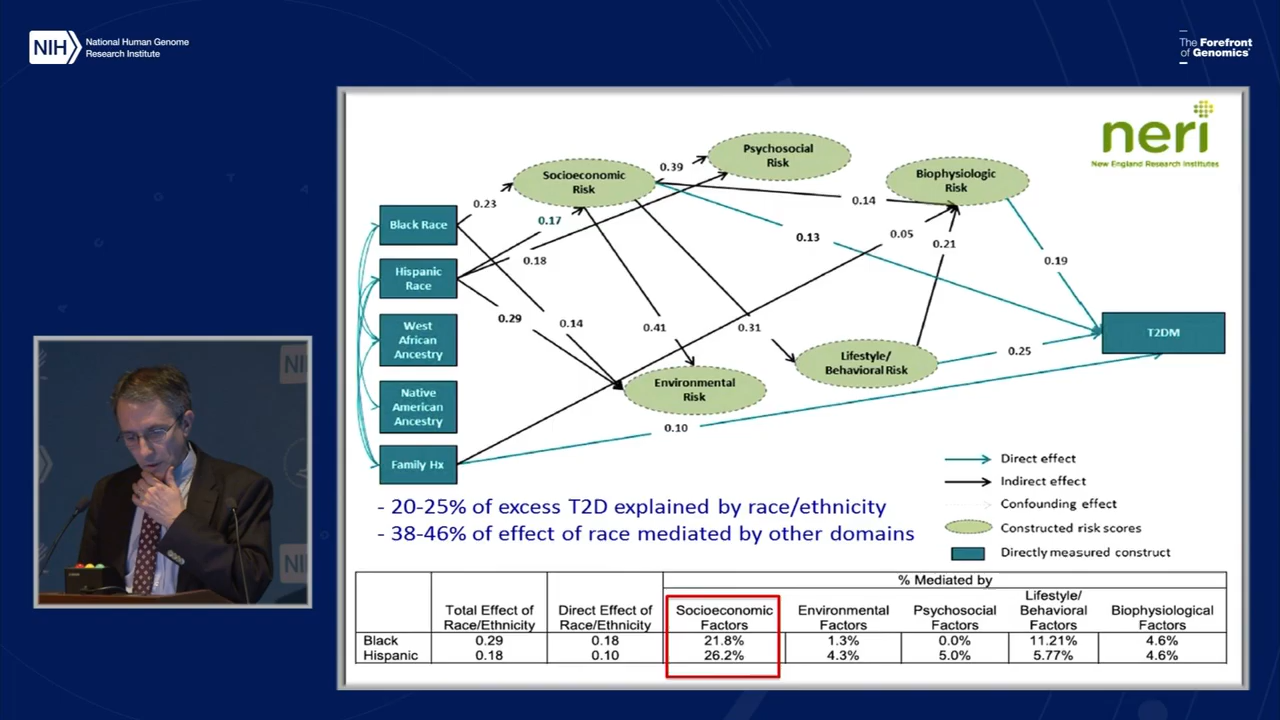 NIH
National Human Genome
Research Institute
The Forefront
of Genomics®
neri
New England Research Institutes
Psychosocial
Risk
Socioeconomic
Risk
Biophysiologic
Risk
0.39
0.23
0.14
Black Race
0.17
0.13
0.05
0.21
0.18
0.19
Hispanic
Race
0.29
0.14
0.41
0.31
West
African
Ancestry
T2DM
0.25
Lifestyle/
Behavioral Risk
Environmental
Risk
Native
American
Ancestry
0.10
Family Hx
Direct effect
Indirect effect
Confounding effect
Constructed risk scores
Directly measured construct
- 20-25% of excess T2D explained by race/ethnicity
- 38-46% of effect of race mediated by other domains
% Mediated by
Total Effect of
Race/Ethnicity
Direct Effect of
Race/Ethnicity
Socioeconomic
Factors
Environmental
Factors
Psychosocial
Factors
Lifestyle/
Behavioral
Factors
Biophysiological
Factors
Black 0.29 0.18 21.8% 1.3% 0.0% 11.21% 4.6%
Hispanic 0.18 0.10 26.2% 4.3% 5.0% 5.77% 4.6%
NIH
NIH